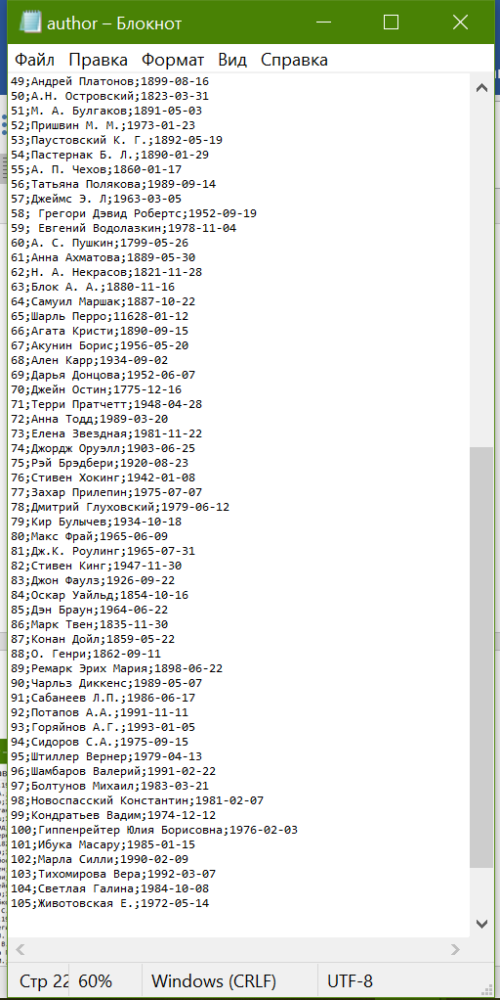 author – Блокнот
Файл Правка Формат Вид Справка
49;Андрей Платонов;1899-08-16
50;А.Н. Островский;1823-03-31
51;М. А. Булгаков;1891-05-03
52;Пришвин М. М.;1973-01-23
53;Паустовский К. Г.;1892-05-19
54;Пастернак Б. Л.;1890-01-29
55;А. П. Чехов;1860-01-17
56;Татьяна Полякова;1989-09-14
57;Джеймс Э. Л;1963-03-05
58; Грегори Дэвид Робертс;1952-09-19
59; Евгений Водолазкин;1978-11-04
60;А. С. Пушкин;1799-05-26
61;Анна Ахматова;1889-05-30
62;Н. А. Некрасов;1821-11-28
63;Блок А. А.;1880-11-16
64;Самуил Маршак;1887-10-22
65;Шарль Перро;11628-01-12
66;Агата Кристи;1890-09-15
67;Акунин Борис;1956-05-20
68;Ален Карр;1934-09-02
69;Дарья Донцова;1952-06-07
70;Джейн Остин;1775-12-16
71;Терри Пратчетт;1948-04-28
72;Анна Тодд;1989-03-20
73;Елена Звездная;1981-11-22
74;Джордж Оруэлл;1903-06-25
75;Рэй Брэдбери;1920-08-23
76;Стивен Хокинг;1942-01-08
77;Захар Прилепин;1975-07-07
78;Дмитрий Глуховский;1979-06-12
79;Кир Булычев;1934-10-18
80;Макс Фрай;1965-06-09
81;Дж.К. Роулинг;1965-07-31
82;Стивен Кинг;1947-11-30
83;Джон Фаулз;1926-09-22
84;Оскар Уайльд;1854-10-16
85;Дэн Браун;1964-06-22
86;Марк Твен;1835-11-30
87;Конан Дойл;1859-05-22
88;О. Генри;1862-09-11
89;Ремарк Эрих Мария;1898-06-22
90;Чарльз Диккенс;1989-05-07
91;Сабанеев Л.П.;1986-06-17
92;Потапов А.А.;1991-11-11
93;Горяйнов А.Г.;1993-01-05
94;Сидоров С.А.;1975-09-15
95;Штиллер Вернер;1979-04-13
96;Шамбаров Валерий;1991-02-22
97;Болтунов Михаил;1983-03-21
98;Новоспасский Константин;1981-02-07
99;Кондратьев Вадим;1974-12-12
100;Гиппенрейтер Юлия Борисовна;1976-02-03
101;Ибука Масару;1985-01-15
102;Марла Силли;1990-02-09
103;Тихомирова Вера;1992-03-07
104;Светлая Галина;1984-10-08
105;Животовская Е.;1972-05-14
Стр 22 60% Windows (CRLF) UTF-8